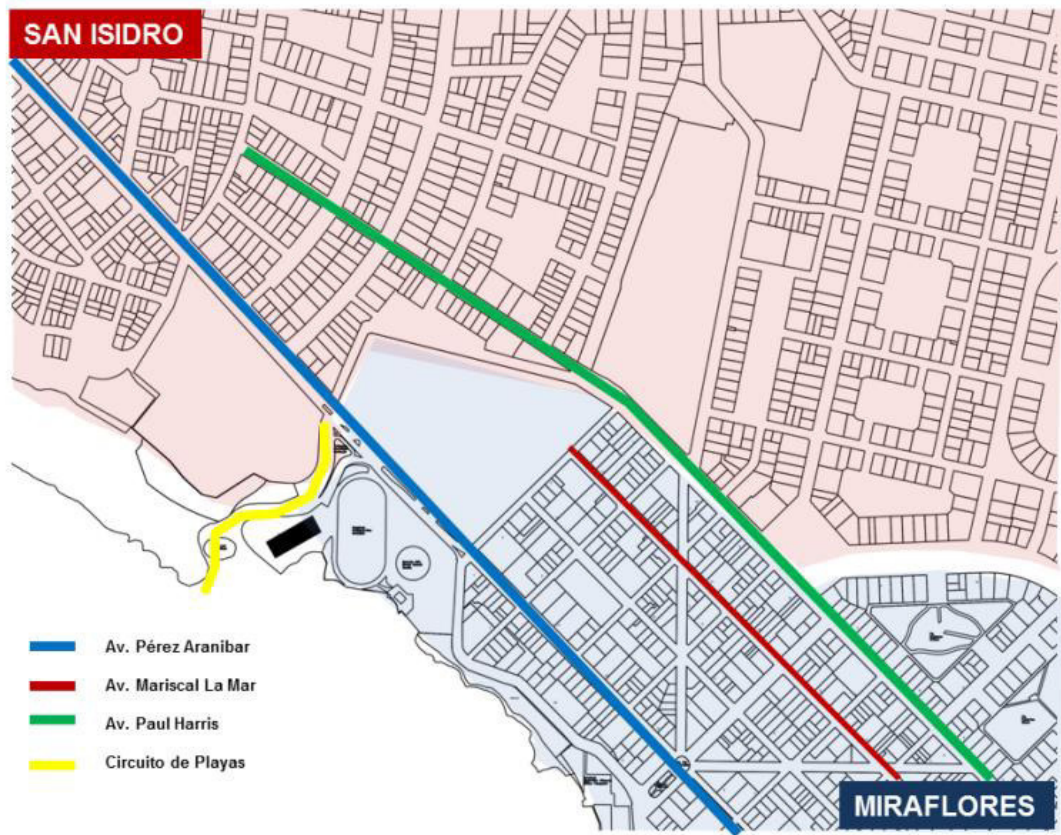 SAN ISIDRO
Av. Pérez Aranibar
Av. Mariscal La Mar
Av. Paul Harris
Circuito de Playas
MIRAFLORES